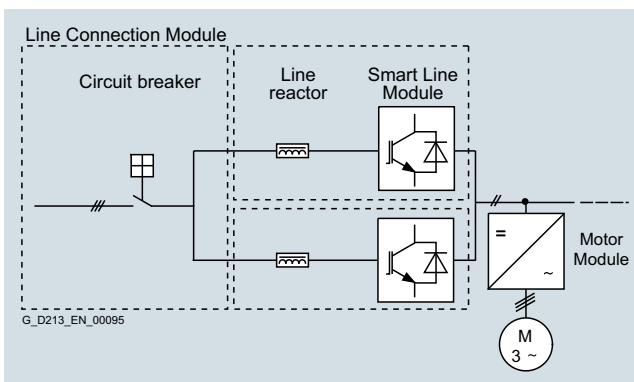 Line Connection Module
Circuit breaker
Line
reactor
Smart Line
Module
=
~
Motor
Module
M
3 ~
G_D213_EN_00095